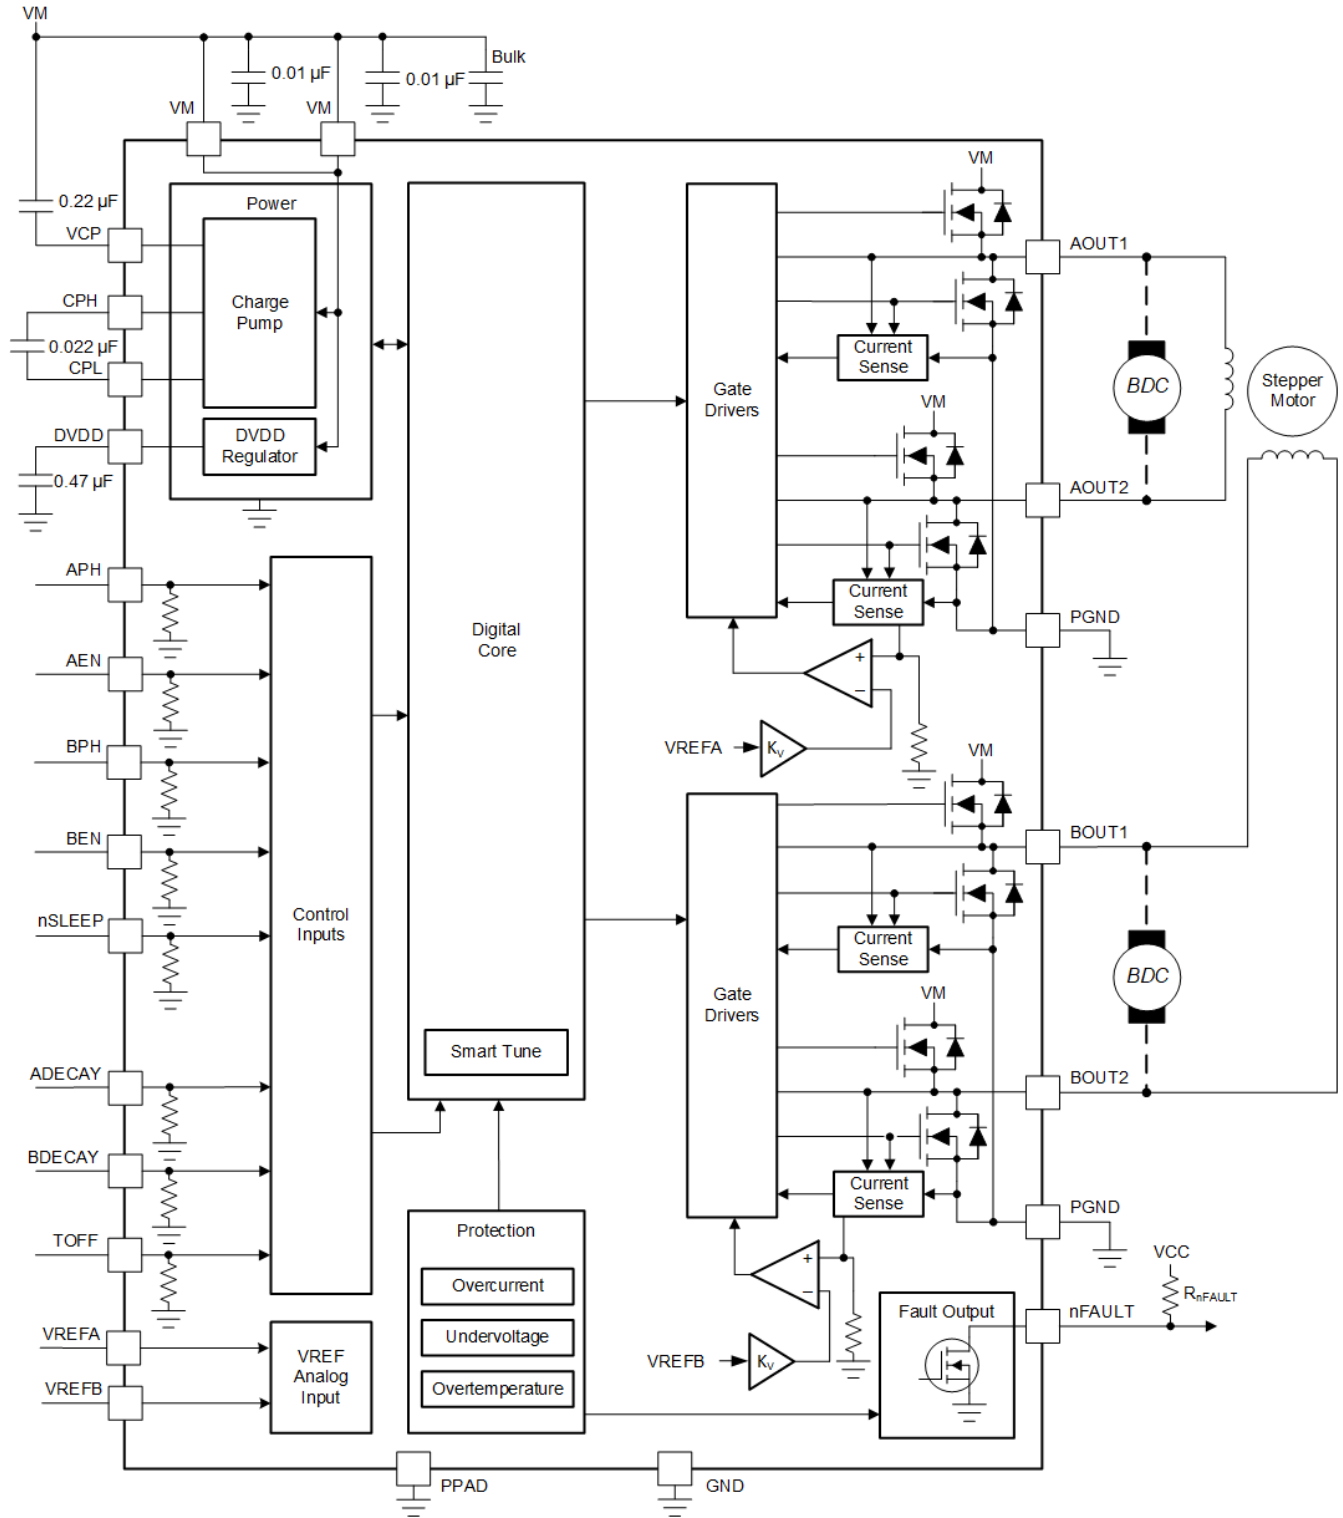 VM
Bulk
0.01 µF
0.01 µF
VM
VM
0.22 µF
Power
VCP
CPH
Charge
Pump
0.022 µF
CPL
DVDD
DVDD
Regulator
0.47 µF
APH
AEN
BPH
BEN
nSLEEP
ADECAY
BDECAY
TOFF
VREFA
VREFB
Control
Inputs
VREF
Analog
Input
Digital
Core
Smart Tune
Protection
Overcurrent
Undervoltage
Overtemperature
PPAD
GND
Gate
Drivers
VM
AOUT1
Current
Sense
VM
AOUT2
Current
Sense
PGND
+
−
VREFA
Kv
BDC
Stepper
Motor
Gate
Drivers
VM
BOUT1
Current
Sense
VM
BOUT2
Current
Sense
PGND
+
−
VREFB
Kv
BDC
Fault Output
nFAULT
VCC
RnFAULT